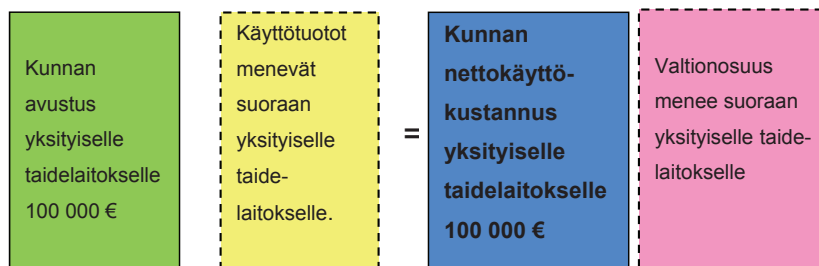 Kunnan
avustus
yksityiselle
taidelaitokselle
100 000 €
Käyttötuotot
menevät
suoraan
yksityiselle
taide-
laitokselle.
=
Kunnan
nettokäyttö-
kustannus
yksityiselle
taidelaitokselle
100 000 €
Valtionosuus
menee suoraan
yksityiselle taide-
laitokselle